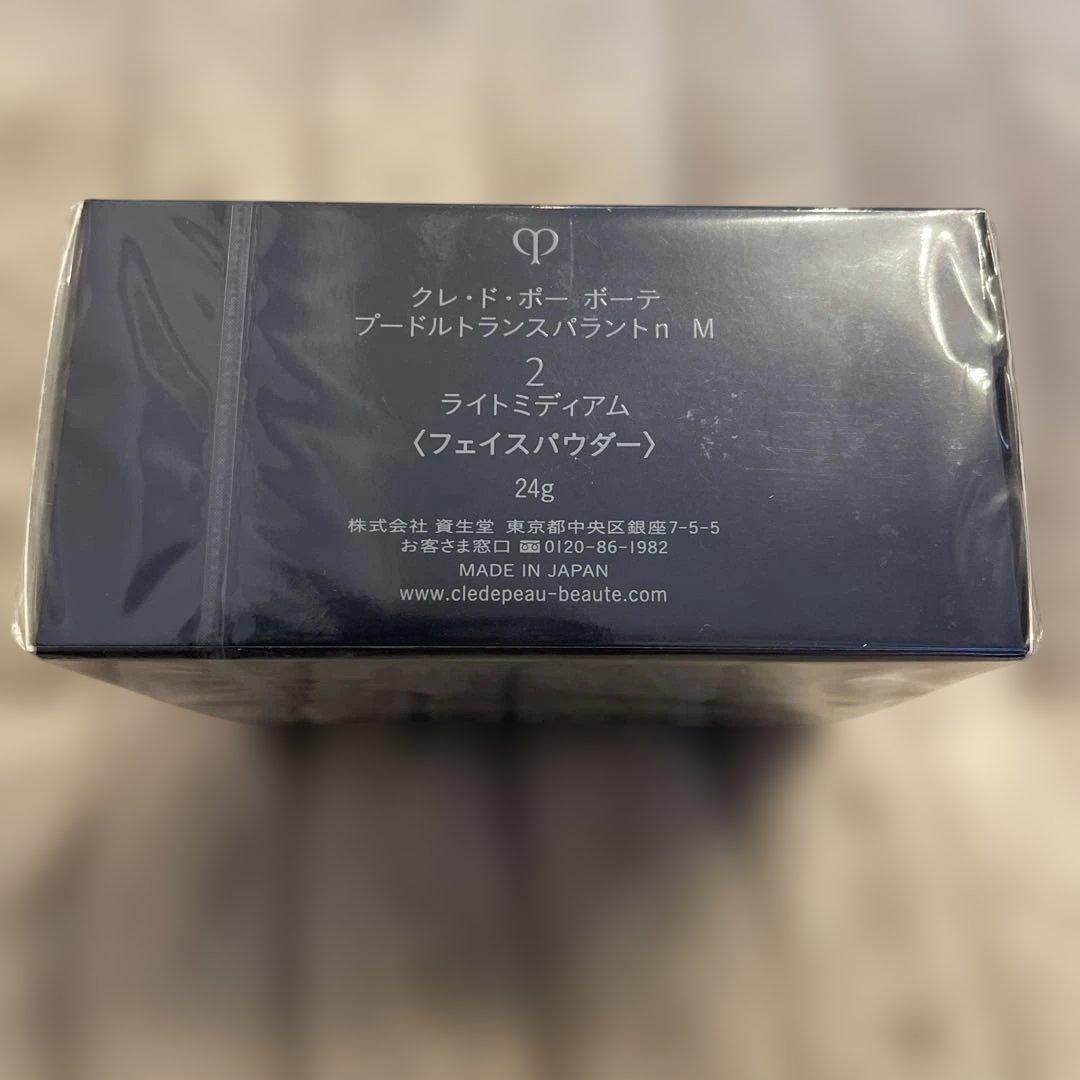 クレ・ド・ポー ボーテ
プードルトランスパラントn M
2
ライトミディアム
〈フェイスパウダー〉
24g
株式会社 資生堂 東京都中央区銀座7-5-5
お客さま窓口 0120-86-1982
MADE IN JAPAN
www.cledepeau-beaute.com